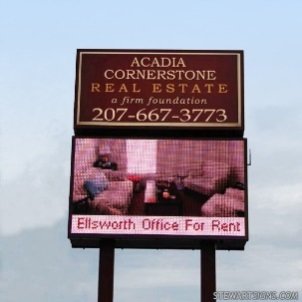 ACADIA
CORNERSTONE
REAL ESTATE
a firm foundation
207-667-3773
Ellsworth Office For Rent
STEWARTSIGNS.COM